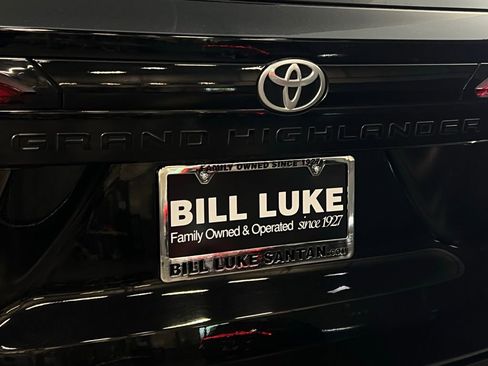 GRAND HIGHLANDER
FAMILY OWNED SINCE 1927
BILL LUKE
Family Owned & Operated since 1927
BILL LUKE SANTAN.com